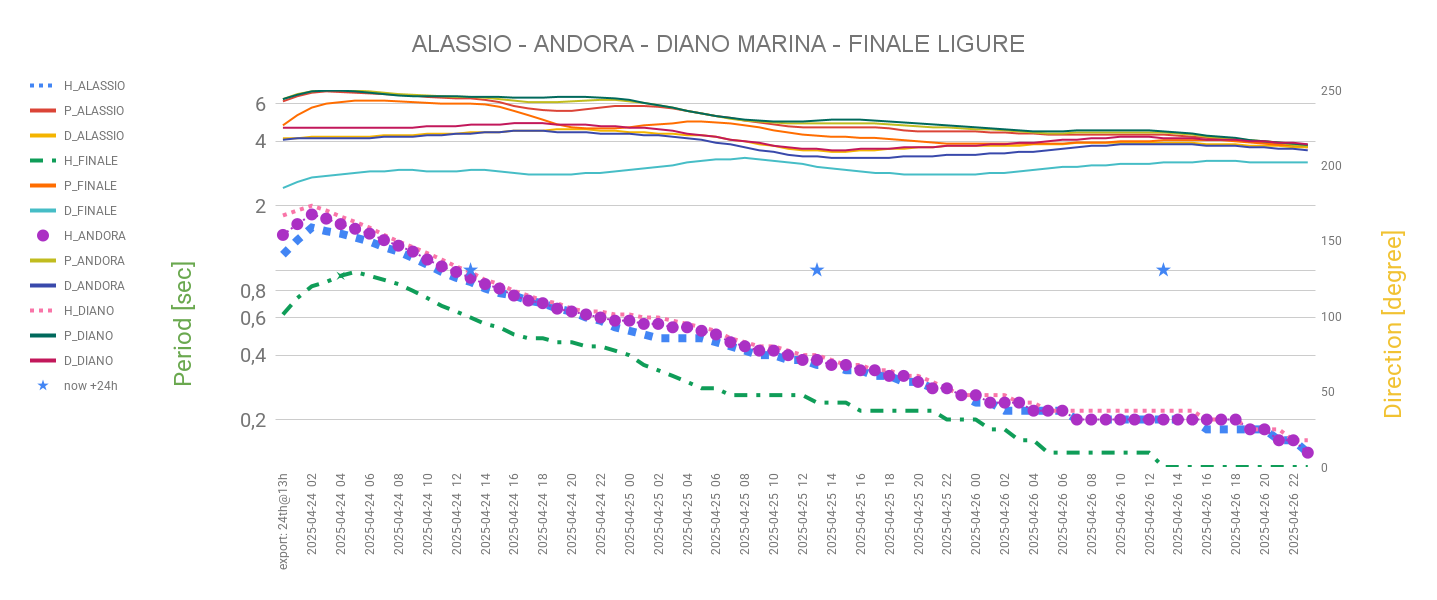 ALASSIO - ANDORA - DIANO MARINA - FINALE LIGURE
H_ALASSIO
P_ALASSIO
D_ALASSIO
H_FINALE
P_FINALE
D_FINALE
H_ANDORA
P_ANDORA
D_ANDORA
H_DIANO
P_DIANO
D_DIANO
now +24h
Period [sec]
6
4
2
0,8
0,6
0,4
0,2
250
200
150
100
50
0
Direction [degree]
export: 24th@13h
2025-04-24 02
2025-04-24 04
2025-04-24 06
2025-04-24 08
2025-04-24 10
2025-04-24 12
2025-04-24 14
2025-04-24 16
2025-04-24 18
2025-04-24 20
2025-04-24 22
2025-04-25 00
2025-04-25 02
2025-04-25 04
2025-04-25 06
2025-04-25 08
2025-04-25 10
2025-04-25 12
2025-04-25 14
2025-04-25 16
2025-04-25 18
2025-04-25 20
2025-04-25 22
2025-04-26 00
2025-04-26 02
2025-04-26 04
2025-04-26 06
2025-04-26 08
2025-04-26 10
2025-04-26 12
2025-04-26 14
2025-04-26 16
2025-04-26 18
2025-04-26 20
2025-04-26 22